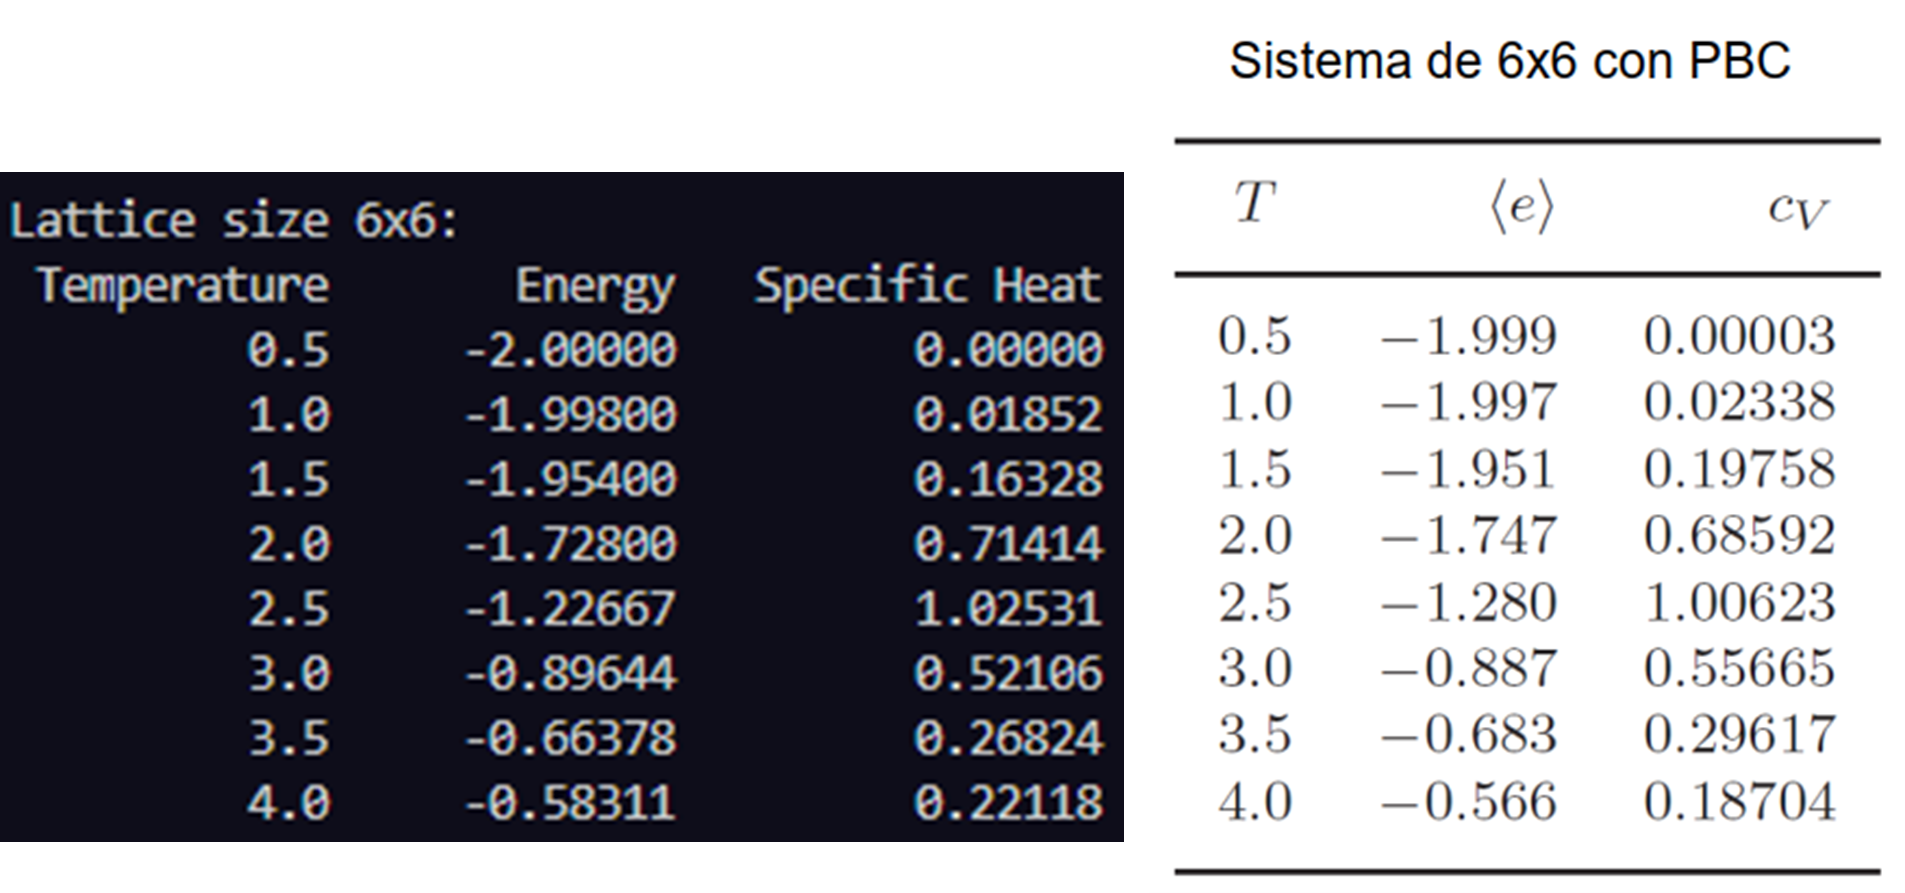 Lattice size 6x6:
Temperature Energy Specific Heat
0.5 -2.00000 0.00000
1.0 -1.99800 0.01852
1.5 -1.95400 0.16328
2.0 -1.72800 0.71414
2.5 -1.22667 1.02531
3.0 -0.89644 0.52106
3.5 -0.66378 0.26824
4.0 -0.58311 0.22118
Sistema de 6x6 con PBC
T ⟨e⟩ cV
0.5 −1.999 0.00003
1.0 −1.997 0.02338
1.5 −1.951 0.19758
2.0 −1.747 0.68592
2.5 −1.280 1.00623
3.0 −0.887 0.55665
3.5 −0.683 0.29617
4.0 −0.566 0.18704